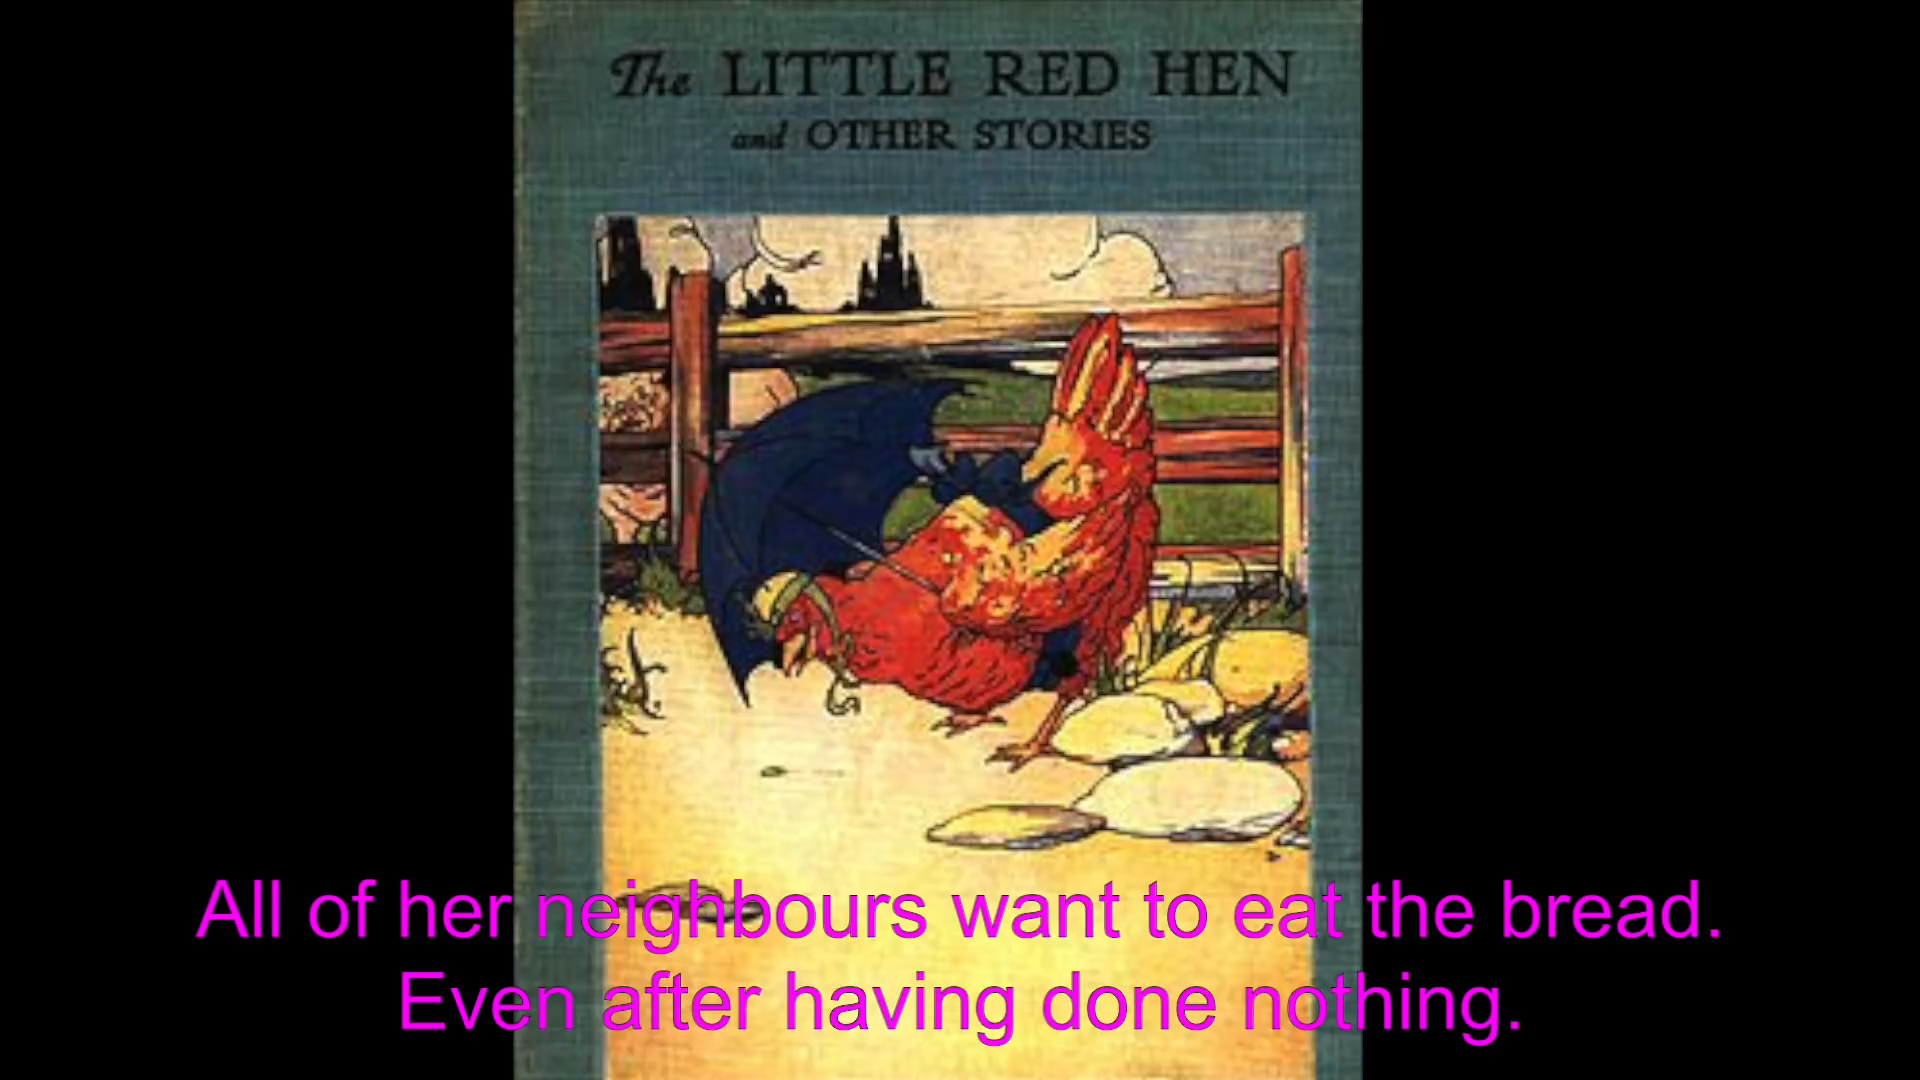 The LITTLE RED HEN
and OTHER STORIES
All of her neighbours want to eat the bread.
Even after having done nothing.